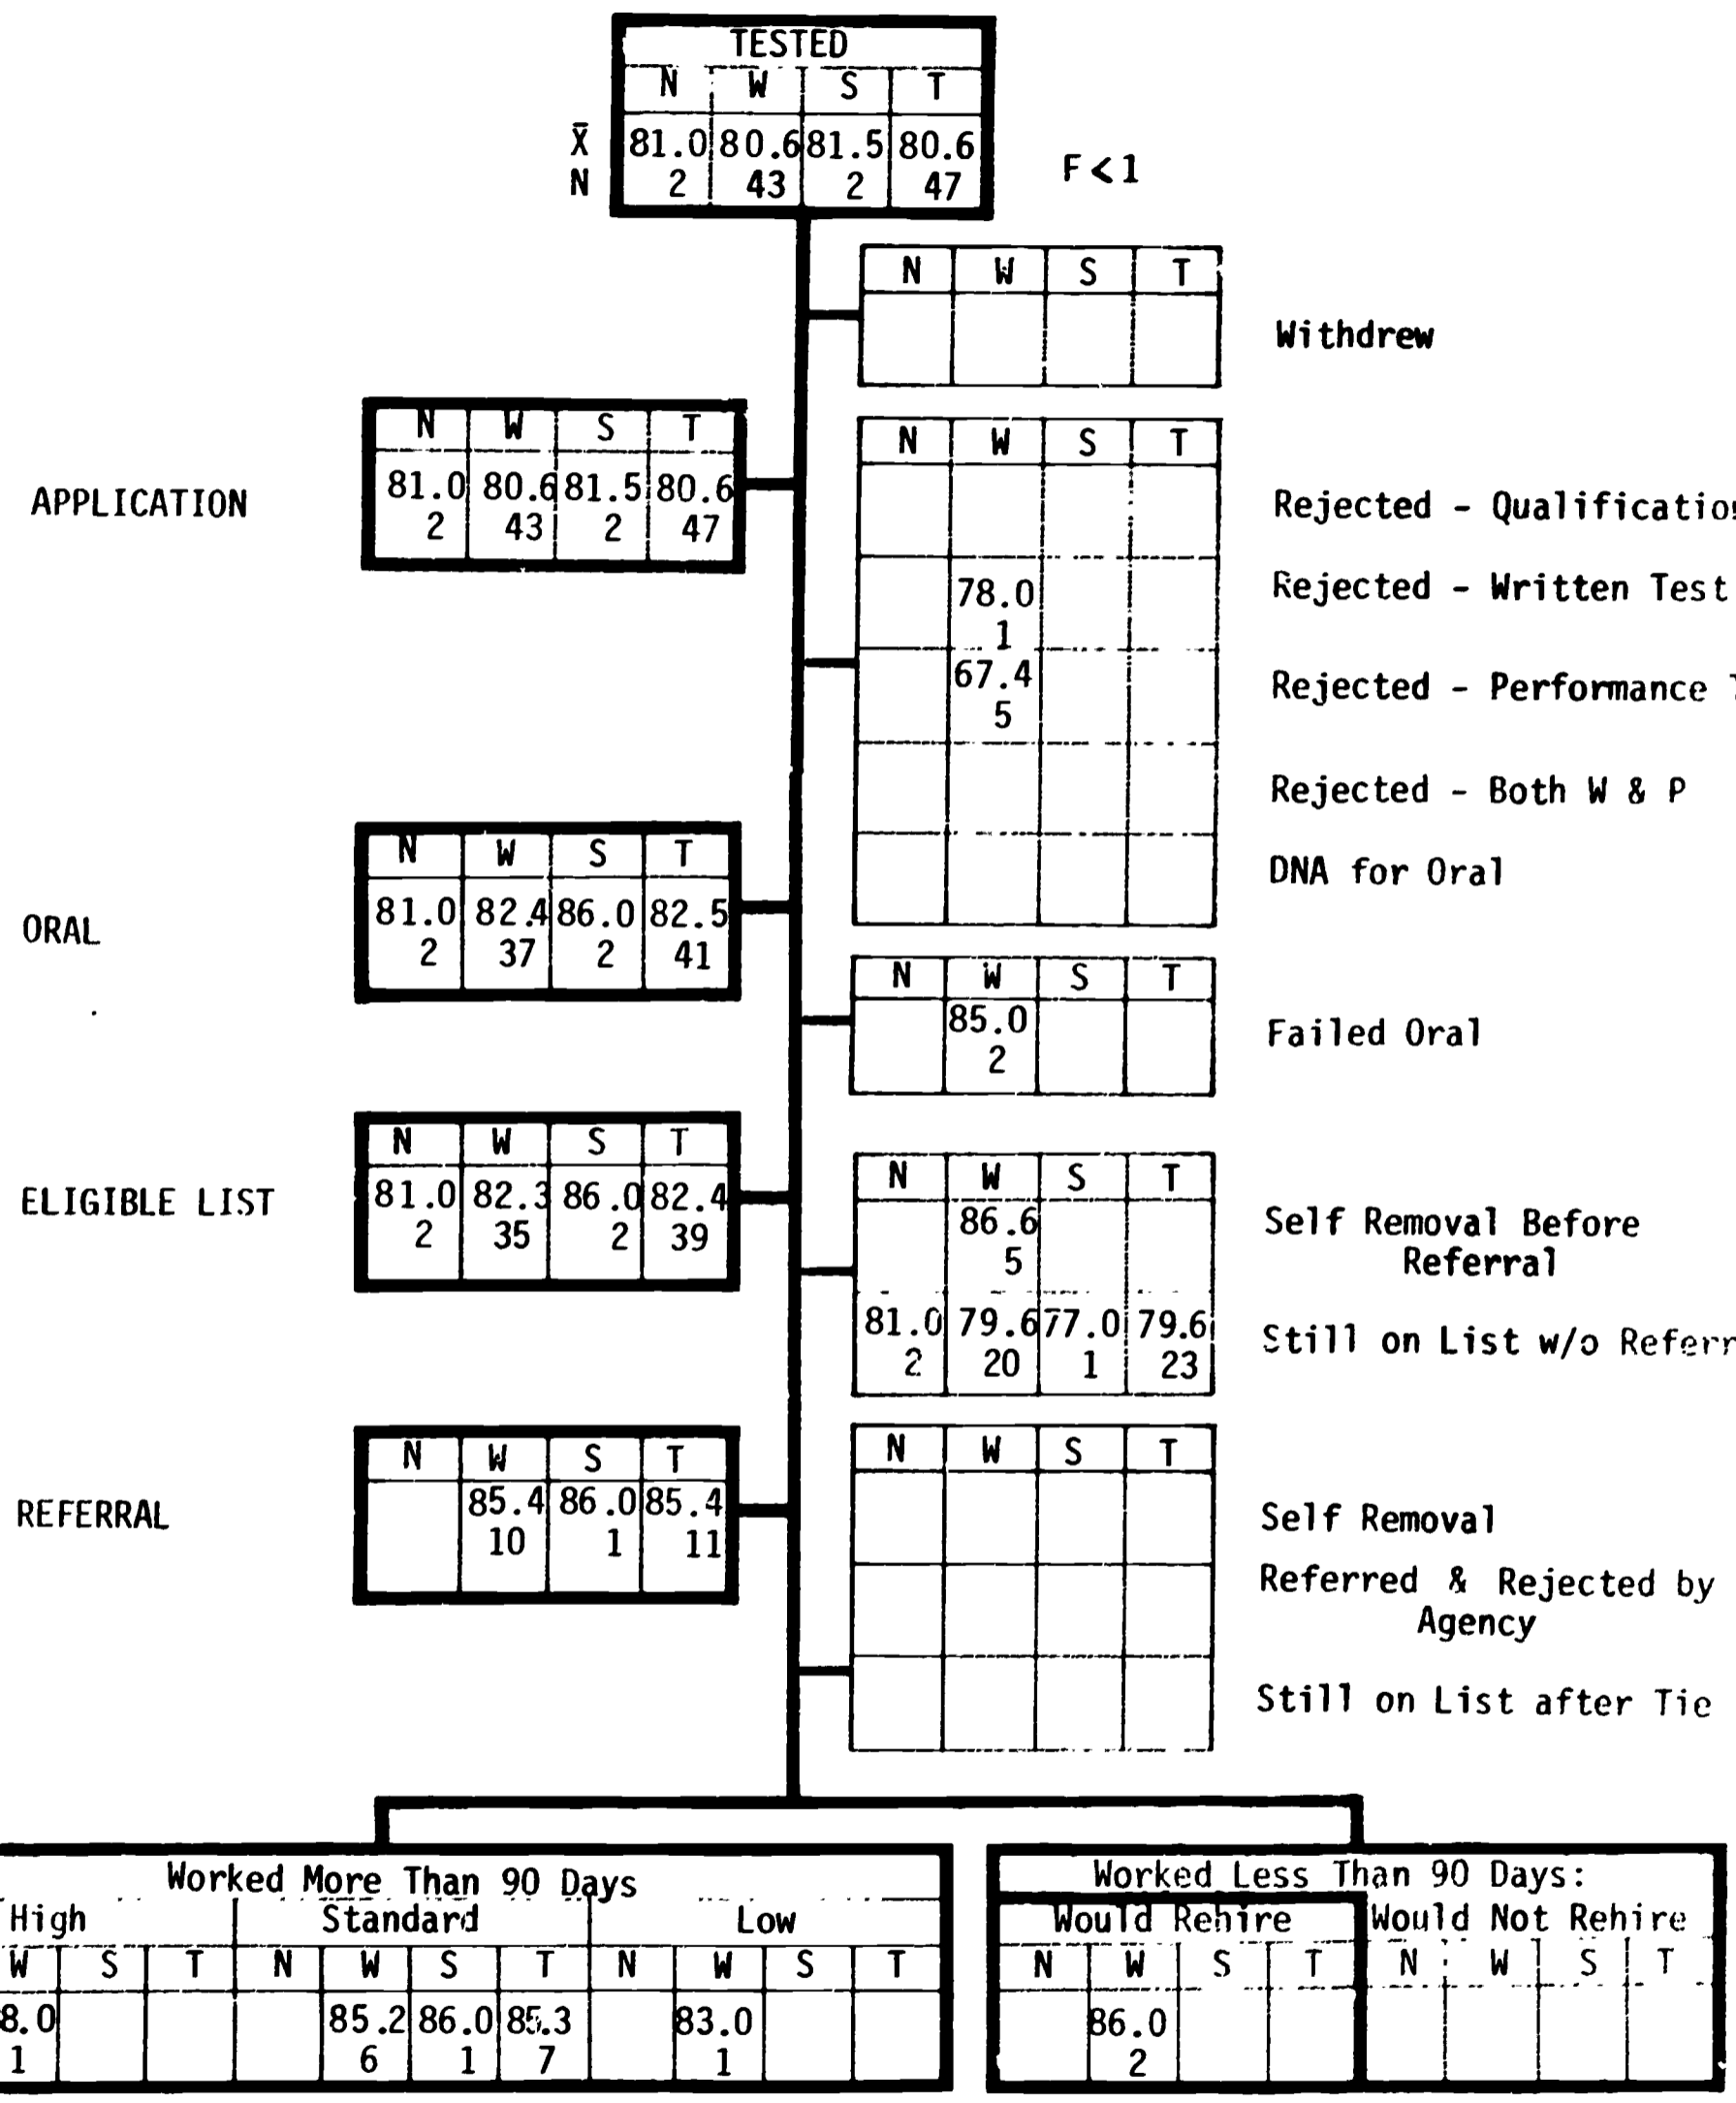 TESTED
N W S T
X̄ 81.0 80.6 81.5 80.6
N 2 43 2 47
F < 1
N W S T
Withdrew
APPLICATION
N W S T
81.0 80.6 81.5 80.6
2 43 2 47
N W S T
Rejected - Qualification
Rejected - Written Test
78.0
1
Rejected - Performance
67.4
5
Rejected - Both W & P
DNA for Oral
ORAL
N W S T
81.0 82.4 86.0 82.5
2 37 2 41
N W S T
85.0
2
Failed Oral
ELIGIBLE LIST
N W S T
81.0 82.3 86.0 82.4
2 35 2 39
N W S T
86.6
5
Self Removal Before
Referral
81.0 79.6 77.0 79.6
2 20 1 23
Still on List w/o Referr
REFERRAL
N W S T
85.4 86.0 85.4
10 1 11
N W S T
Self Removal
Referred & Rejected by
Agency
Still on List after Tie
Worked More Than 90 Days
High Standard Low
W S T N W S T N W S T
8.0 85.2 86.0 85.3 83.0
1 6 1 7 1
Worked Less Than 90 Days:
Would Rehire Would Not Rehire
N W S T N W S T
86.0
2